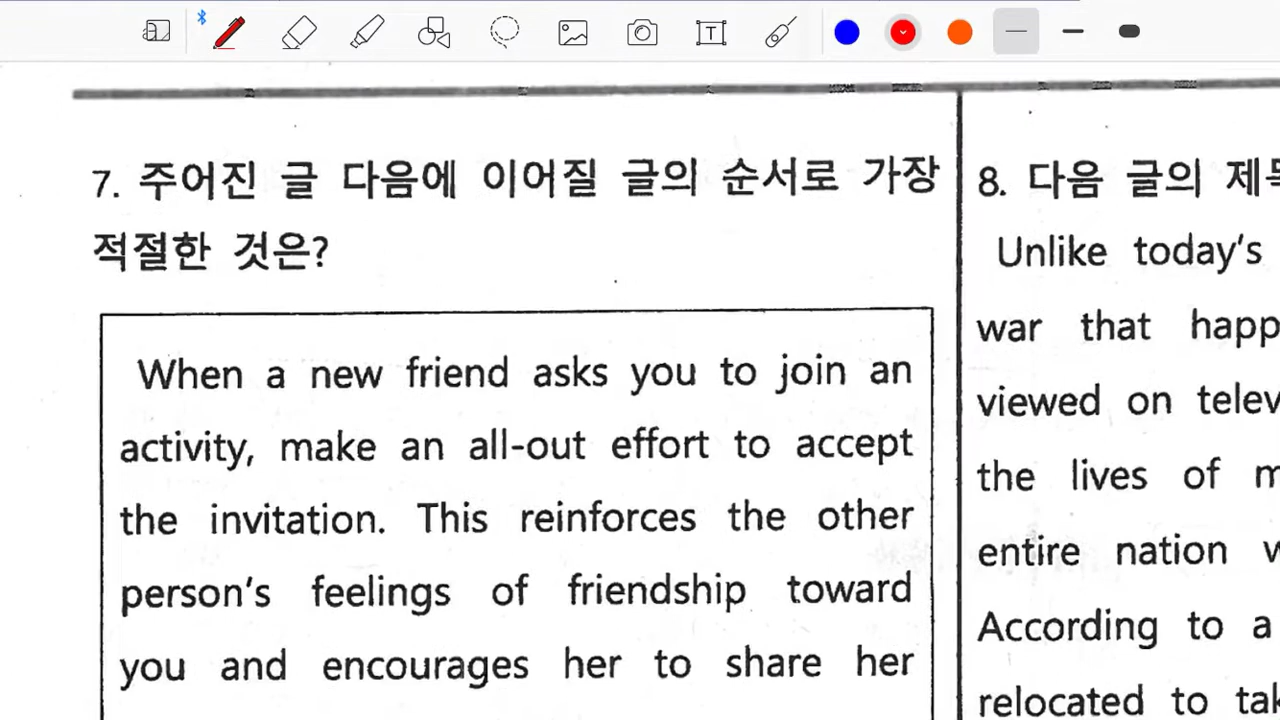 7. 주어진 글 다음에 이어질 글의 순서로 가장
적절한 것은?
When a new friend asks you to join an
activity, make an all-out effort to accept
the invitation. This reinforces the other
person's feelings of friendship toward
you and encourages her to share her
8. 다음 글의
Unlike today's
war that
viewed on
the lives of
entire nation
According to a
relocated to